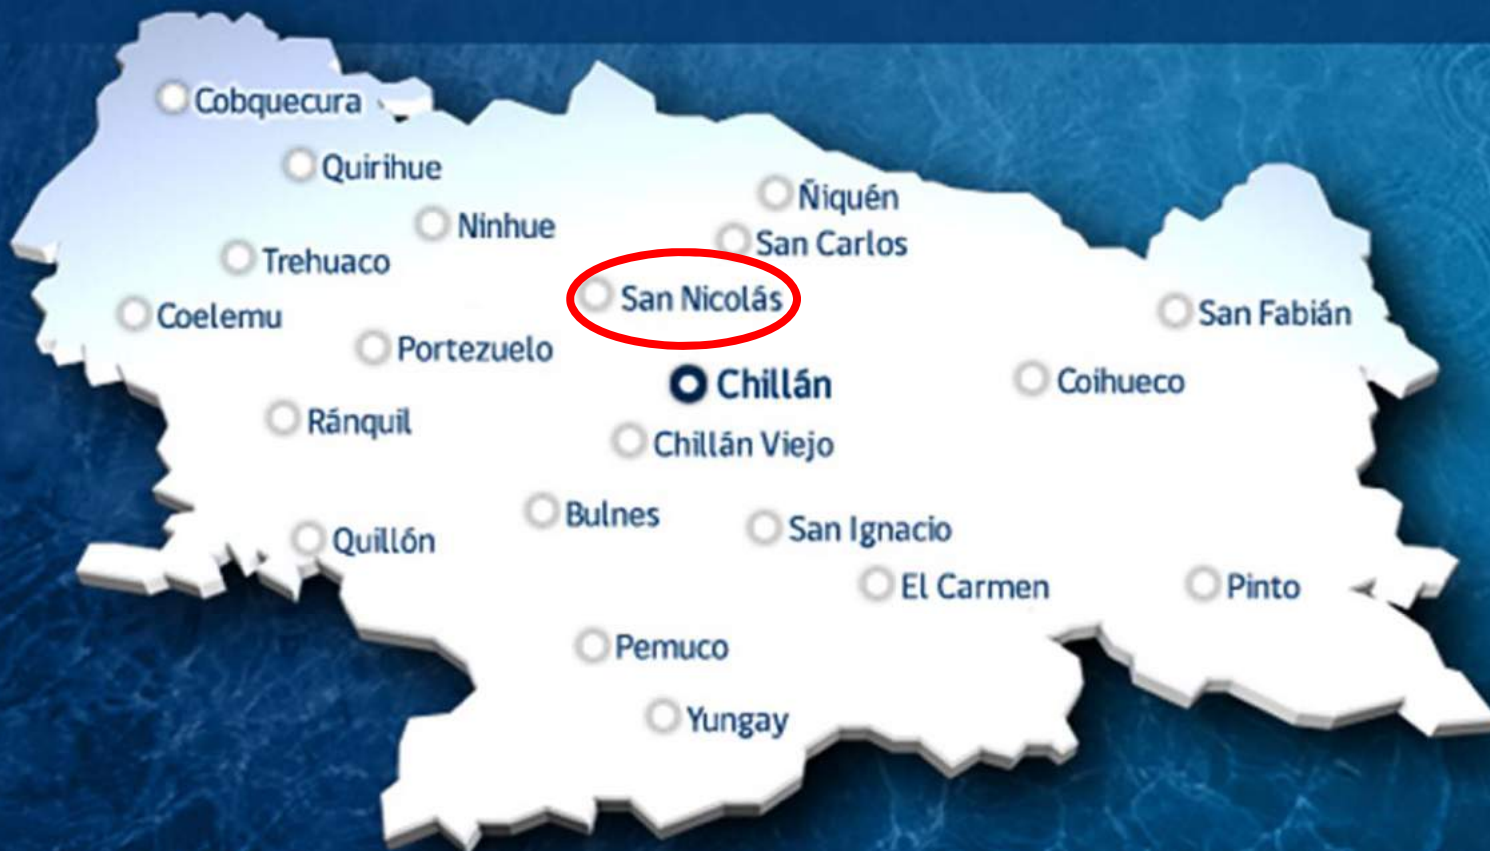 Cobquecura
Quirihue
Ñiquén
Ninhue
San Carlos
Trehuaco
San Nicolás
San Fabián
Coelemu
Portezuelo
Chillán
Coihueco
Ránquil
Chillán Viejo
Bulnes
San Ignacio
Quillón
El Carmen
Pinto
Pemuco
Yungay